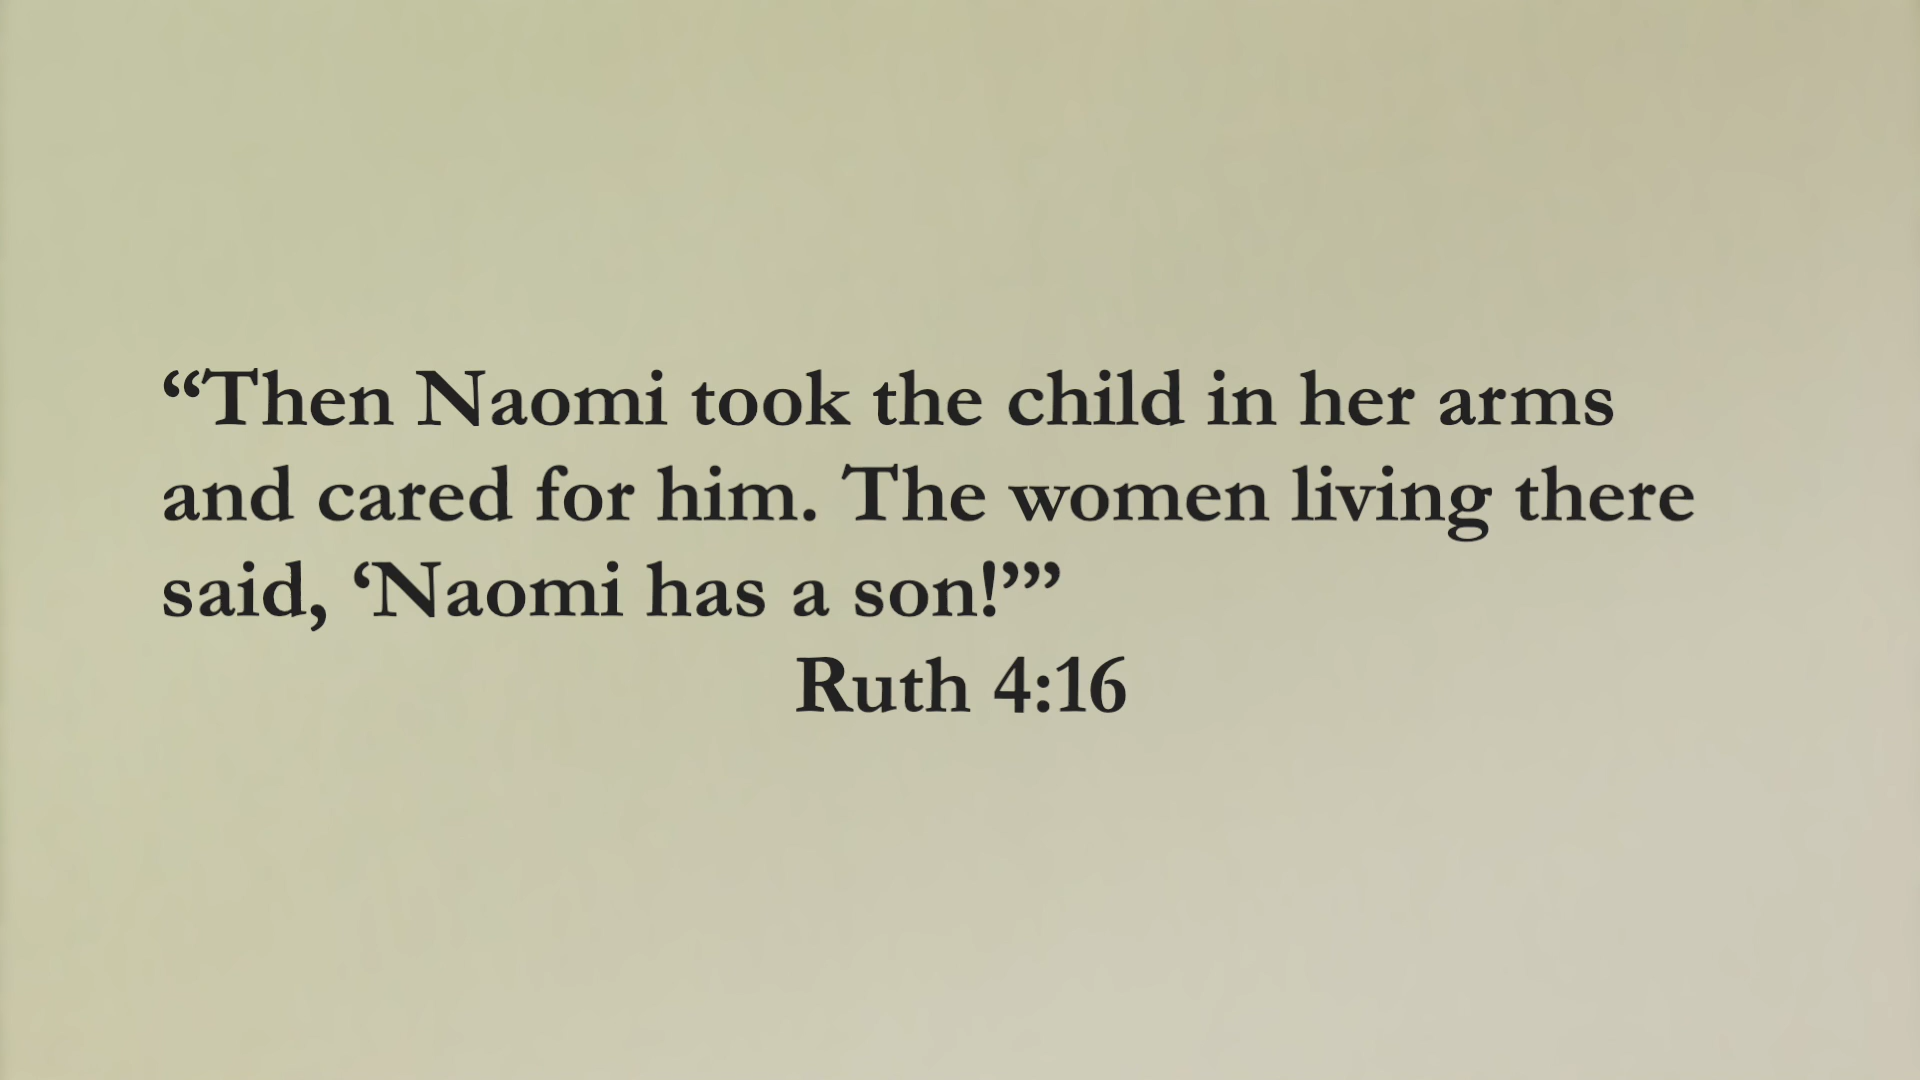 “Then Naomi took the child in her arms
and cared for him. The women living there
said, ‘Naomi has a son!’”
Ruth 4:16